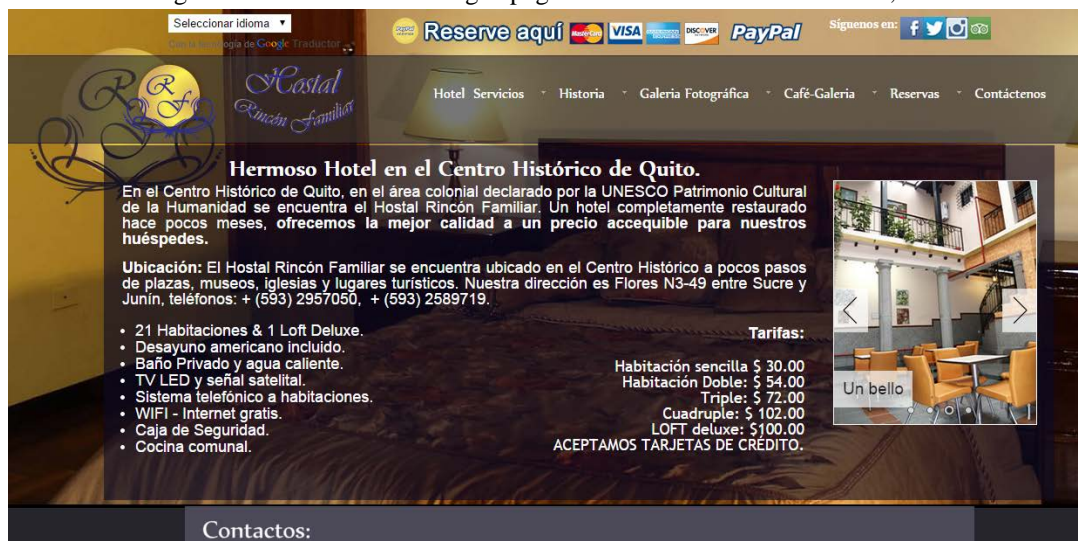 Seleccionar idioma ▼
Con la tecnología de Google Traductor
Reserve aquí MasterCard VISA DISCOVER PayPal
Síguenos en:
RF
Hostal
Rincón Familiar
Hotel Servicios Historia Galeria Fotográfica Café-Galeria Reservas Contáctenos
Hermoso Hotel en el Centro Histórico de Quito.
En el Centro Histórico de Quito, en el área colonial declarado por la UNESCO Patrimonio Cultural
de la Humanidad se encuentra el Hostal Rincón Familiar. Un hotel completamente restaurado
hace pocos meses, ofrecemos la mejor calidad a un precio accequible para nuestros
huéspedes.
Ubicación: El Hostal Rincón Familiar se encuentra ubicado en el Centro Histórico a pocos pasos
de plazas, museos, iglesias y lugares turísticos. Nuestra dirección es Flores N3-49 entre Sucre y
Junín, teléfonos: + (593) 2957050, + (593) 2589719.
• 21 Habitaciones & 1 Loft Deluxe.
• Desayuno americano incluido.
• Baño Privado y agua caliente.
• TV LED y señal satelital.
• Sistema telefónico a habitaciones.
• WIFI - Internet gratis.
• Caja de Seguridad.
• Cocina comunal.
Tarifas:
Habitación sencilla $ 30.00
Habitación Doble: $ 54.00
Triple: $ 72.00
Cuadruple: $ 102.00
LOFT deluxe: $100.00
ACEPTAMOS TARJETAS DE CRÉDITO.
Un bello
Contactos: